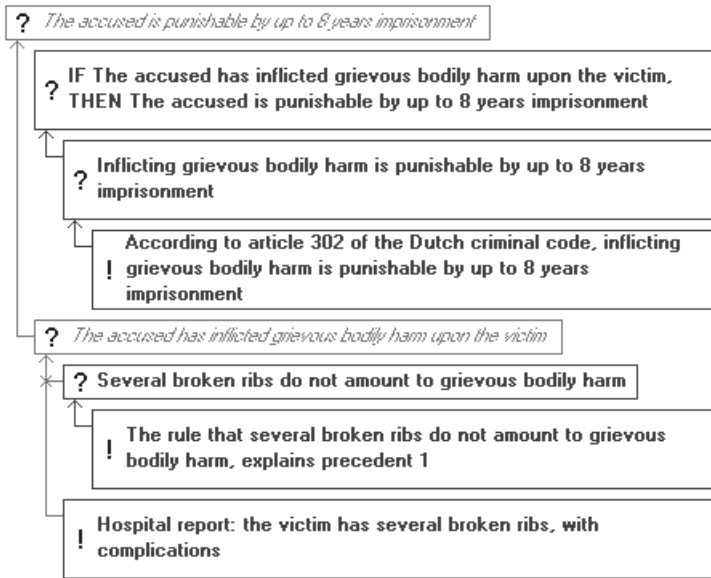 ? The accused is punishable by up to 8 years imprisonment
? IF The accused has inflicted grievous bodily harm upon the victim,
THEN The accused is punishable by up to 8 years imprisonment
? Inflicting grievous bodily harm is punishable by up to 8 years
imprisonment
According to article 302 of the Dutch criminal code, inflicting
! grievous bodily harm is punishable by up to 8 years
imprisonment
? The accused has inflicted grievous bodily harm upon the victim
? Several broken ribs do not amount to grievous bodily harm
! The rule that several broken ribs do not amount to grievous
bodily harm, explains precedent 1
! Hospital report: the victim has several broken ribs, with
complications